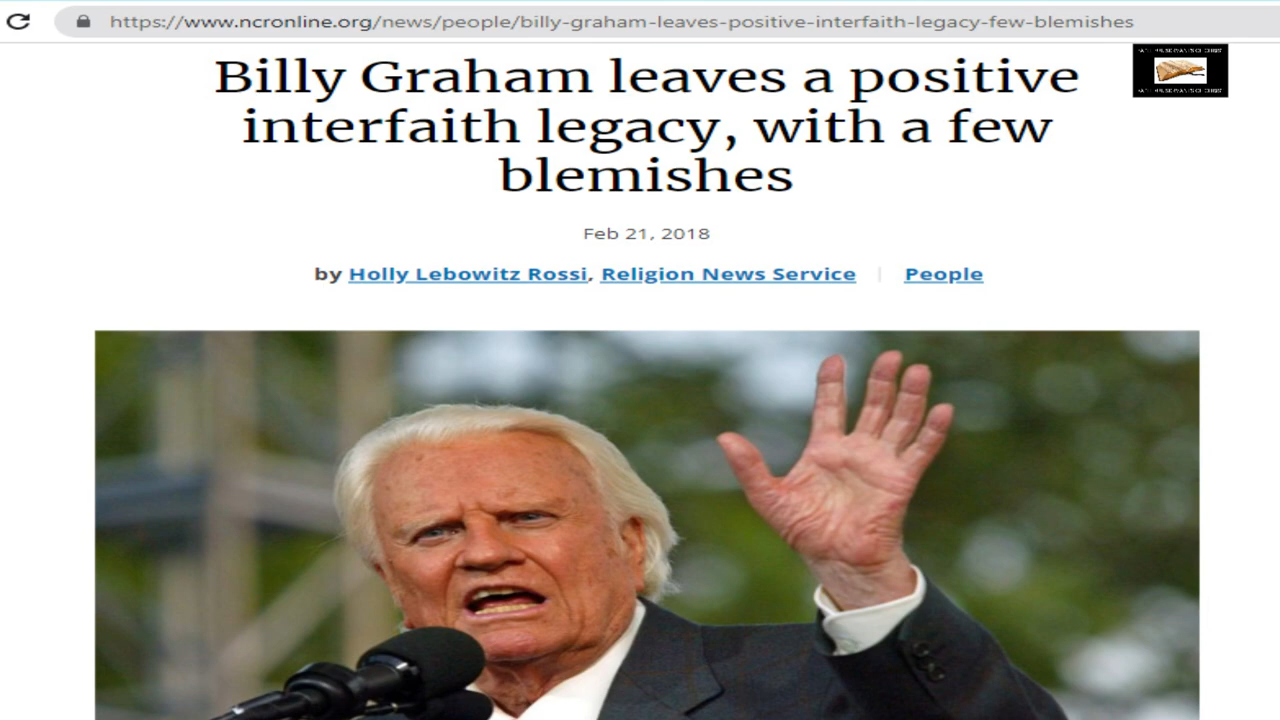 https://www.ncronline.org/news/people/billy-graham-leaves-positive-interfaith-legacy-few-blemishes
Billy Graham leaves a positive
interfaith legacy, with a few
blemishes
Feb 21, 2018
by Holly Lebowitz Rossi, Religion News Service | People